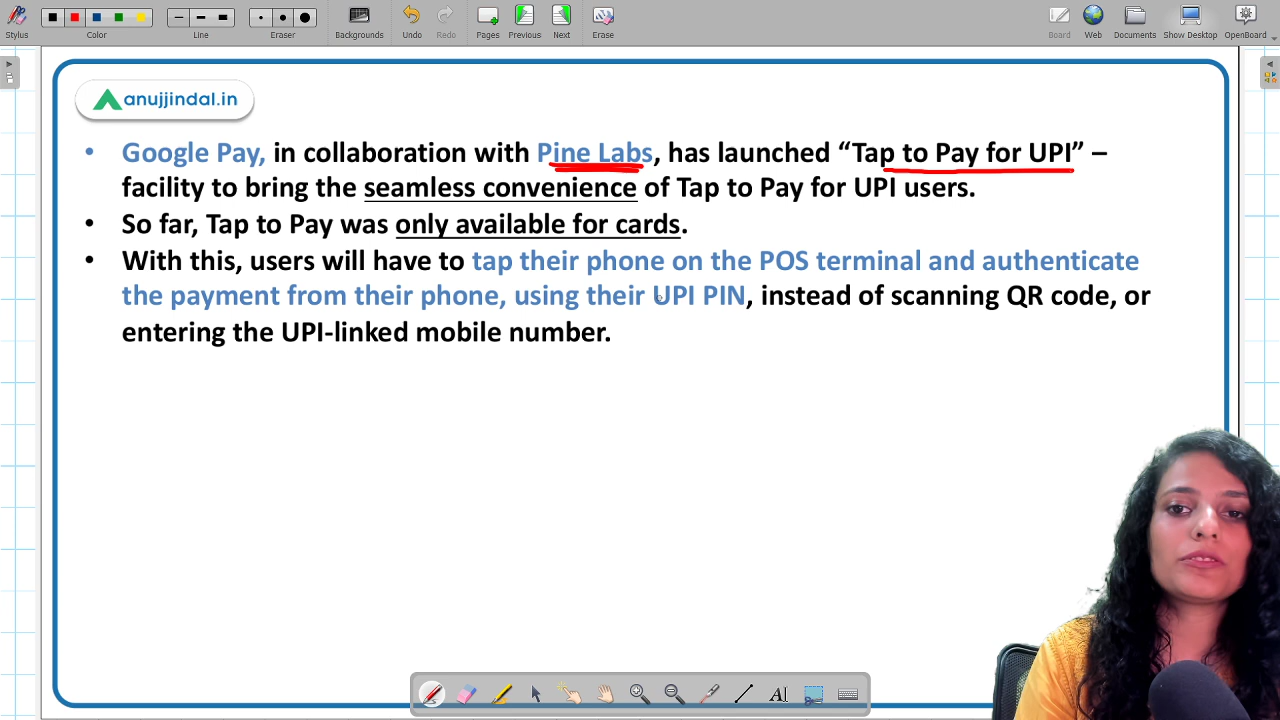 Stylus
Color
Line
Eraser
Backgrounds
Undo
Redo
Pages
Previous
Next
Erase
Board
Web
Documents
Show Desktop
OpenBoard
anujjindal.in
• Google Pay, in collaboration with Pine Labs, has launched “Tap to Pay for UPI” –
facility to bring the seamless convenience of Tap to Pay for UPI users.
• So far, Tap to Pay was only available for cards.
• With this, users will have to tap their phone on the POS terminal and authenticate
the payment from their phone, using their UPI PIN, instead of scanning QR code, or
entering the UPI-linked mobile number.